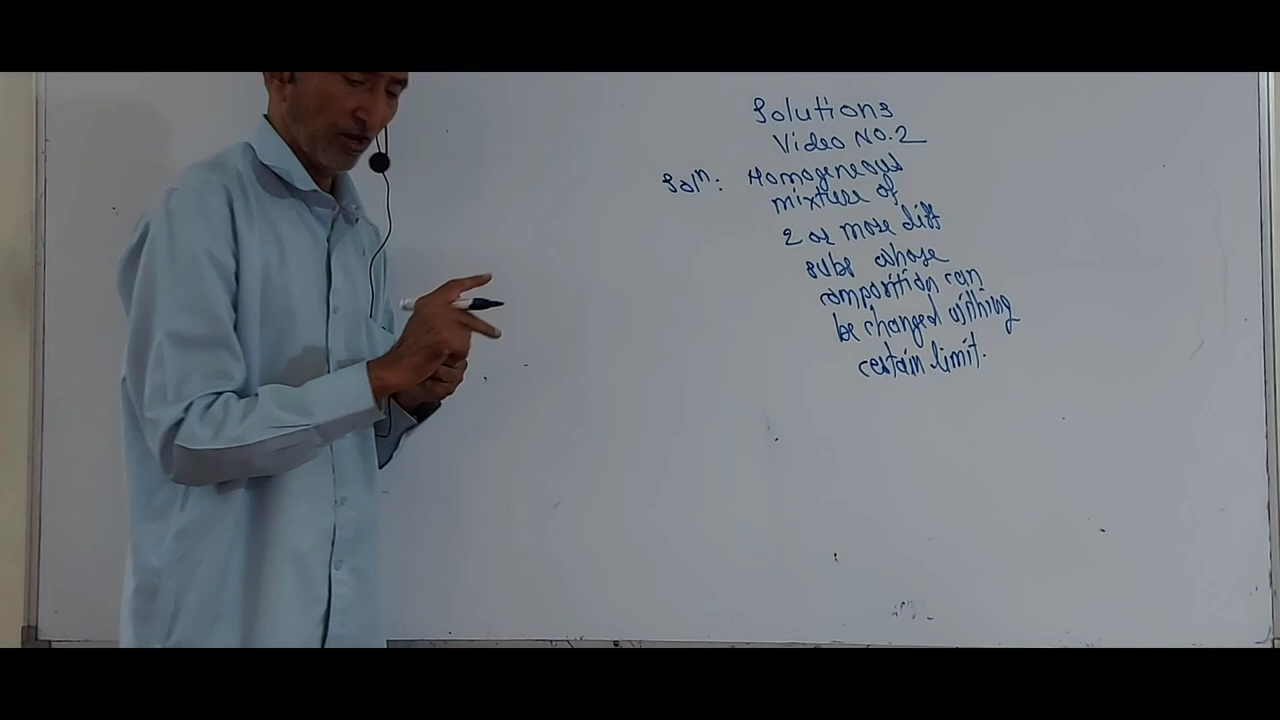 Solutions
Video No. 2
Solⁿ: Homogeneous
mixture of
2 or more diff
subs whose
composition can
be changed withing
certain limit.